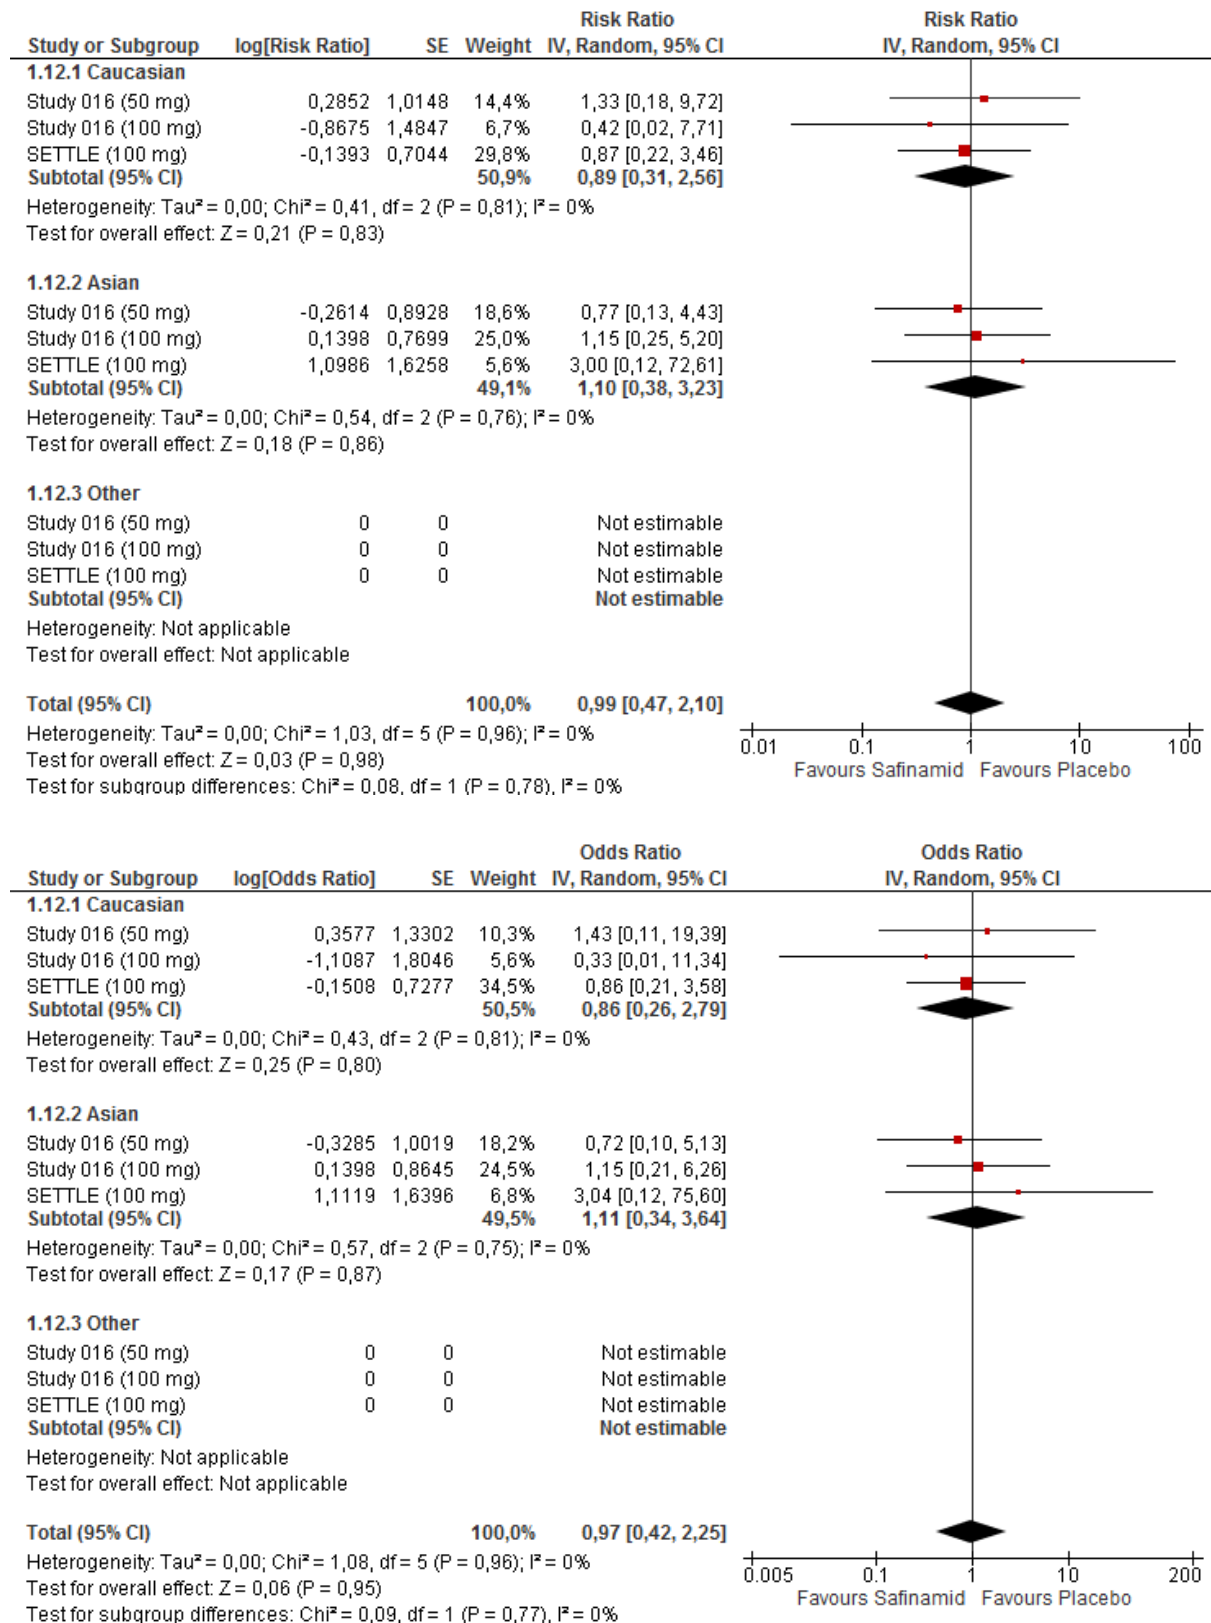 Risk Ratio Risk Ratio
Study or Subgroup log[Risk Ratio] SE Weight IV, Random, 95% CI IV, Random, 95% CI
1.12.1 Caucasian
Study 016 (50 mg) 0,2852 1,0148 14,4% 1,33 [0,18, 9,72]
Study 016 (100 mg) -0,8675 1,4847 6,7% 0,42 [0,02, 7,71]
SETTLE (100 mg) -0,1393 0,7044 29,8% 0,87 [0,22, 3,46]
Subtotal (95% CI) 50,9% 0,89 [0,31, 2,56]
Heterogeneity: Tau² = 0,00; Chi² = 0,41, df = 2 (P = 0,81); I² = 0%
Test for overall effect: Z = 0,21 (P = 0,83)
1.12.2 Asian
Study 016 (50 mg) -0,2614 0,8928 18,6% 0,77 [0,13, 4,43]
Study 016 (100 mg) 0,1398 0,7699 25,0% 1,15 [0,25, 5,20]
SETTLE (100 mg) 1,0986 1,6258 5,6% 3,00 [0,12, 72,61]
Subtotal (95% CI) 49,1% 1,10 [0,38, 3,23]
Heterogeneity: Tau² = 0,00; Chi² = 0,54, df = 2 (P = 0,76); I² = 0%
Test for overall effect: Z = 0,18 (P = 0,86)
1.12.3 Other
Study 016 (50 mg) 0 0 Not estimable
Study 016 (100 mg) 0 0 Not estimable
SETTLE (100 mg) 0 0 Not estimable
Subtotal (95% CI) Not estimable
Heterogeneity: Not applicable
Test for overall effect: Not applicable
Total (95% CI) 100,0% 0,99 [0,47, 2,10]
Heterogeneity: Tau² = 0,00; Chi² = 1,03, df = 5 (P = 0,96); I² = 0%
0.01 0.1 1 10 100
Test for overall effect: Z = 0,03 (P = 0,98)
Favours Safinamid Favours Placebo
Test for subgroup differences: Chi² = 0,08, df = 1 (P = 0,78), I² = 0%
Odds Ratio Odds Ratio
Study or Subgroup log[Odds Ratio] SE Weight IV, Random, 95% CI IV, Random, 95% CI
1.12.1 Caucasian
Study 016 (50 mg) 0,3577 1,3302 10,3% 1,43 [0,11, 19,39]
Study 016 (100 mg) -1,1087 1,8046 5,6% 0,33 [0,01, 11,34]
SETTLE (100 mg) -0,1508 0,7277 34,5% 0,86 [0,21, 3,58]
Subtotal (95% CI) 50,5% 0,86 [0,26, 2,79]
Heterogeneity: Tau² = 0,00; Chi² = 0,43, df = 2 (P = 0,81); I² = 0%
Test for overall effect: Z = 0,25 (P = 0,80)
1.12.2 Asian
Study 016 (50 mg) -0,3285 1,0019 18,2% 0,72 [0,10, 5,13]
Study 016 (100 mg) 0,1398 0,8645 24,5% 1,15 [0,21, 6,26]
SETTLE (100 mg) 1,1119 1,6396 6,8% 3,04 [0,12, 75,60]
Subtotal (95% CI) 49,5% 1,11 [0,34, 3,64]
Heterogeneity: Tau² = 0,00; Chi² = 0,57, df = 2 (P = 0,75); I² = 0%
Test for overall effect: Z = 0,17 (P = 0,87)
1.12.3 Other
Study 016 (50 mg) 0 0 Not estimable
Study 016 (100 mg) 0 0 Not estimable
SETTLE (100 mg) 0 0 Not estimable
Subtotal (95% CI) Not estimable
Heterogeneity: Not applicable
Test for overall effect: Not applicable
Total (95% CI) 100,0% 0,97 [0,42, 2,25]
Heterogeneity: Tau² = 0,00; Chi² = 1,08, df = 5 (P = 0,96); I² = 0%
0.005 0.1 1 10 200
Test for overall effect: Z = 0,06 (P = 0,95)
Favours Safinamid Favours Placebo
Test for subgroup differences: Chi² = 0,09, df = 1 (P = 0,77), I² = 0%